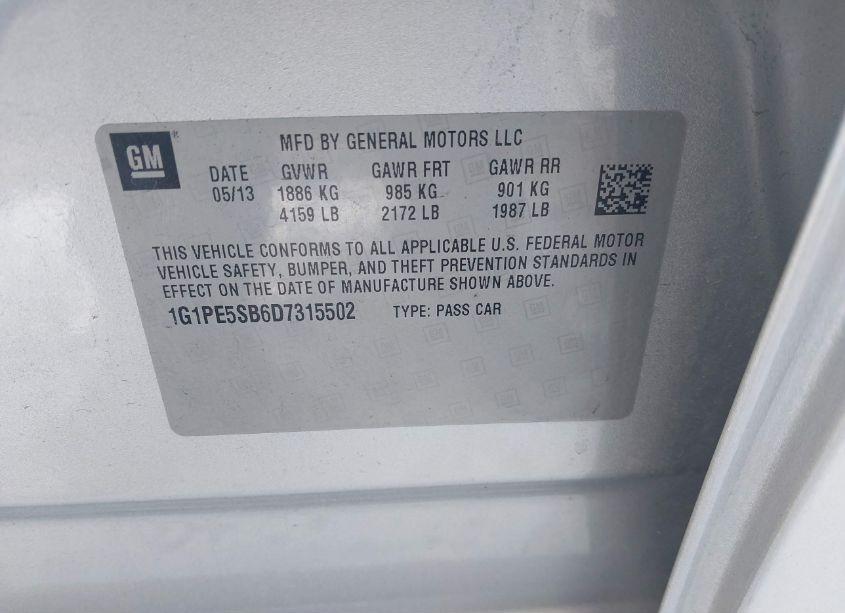 GM®
MFD BY GENERAL MOTORS LLC
DATE GVWR GAWR FRT GAWR RR
05/13 1886 KG 985 KG 901 KG
4159 LB 2172 LB 1987 LB
THIS VEHICLE CONFORMS TO ALL APPLICABLE U.S. FEDERAL MOTOR
VEHICLE SAFETY, BUMPER, AND THEFT PREVENTION STANDARDS IN
EFFECT ON THE DATE OF MANUFACTURE SHOWN ABOVE.
1G1PE5SB6D7315502 TYPE: PASS CAR